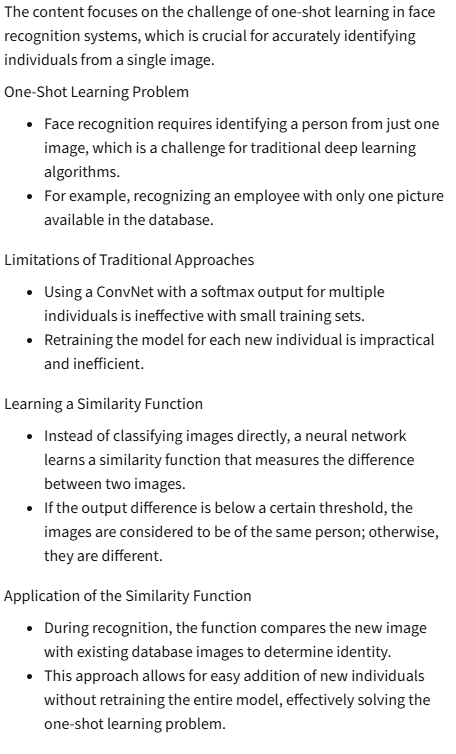 The content focuses on the challenge of one-shot learning in face
recognition systems, which is crucial for accurately identifying
individuals from a single image.
One-Shot Learning Problem
• Face recognition requires identifying a person from just one
image, which is a challenge for traditional deep learning
algorithms.
• For example, recognizing an employee with only one picture
available in the database.
Limitations of Traditional Approaches
• Using a ConvNet with a softmax output for multiple
individuals is ineffective with small training sets.
• Retraining the model for each new individual is impractical
and inefficient.
Learning a Similarity Function
• Instead of classifying images directly, a neural network
learns a similarity function that measures the difference
between two images.
• If the output difference is below a certain threshold, the
images are considered to be of the same person; otherwise,
they are different.
Application of the Similarity Function
• During recognition, the function compares the new image
with existing database images to determine identity.
• This approach allows for easy addition of new individuals
without retraining the entire model, effectively solving the
one-shot learning problem.